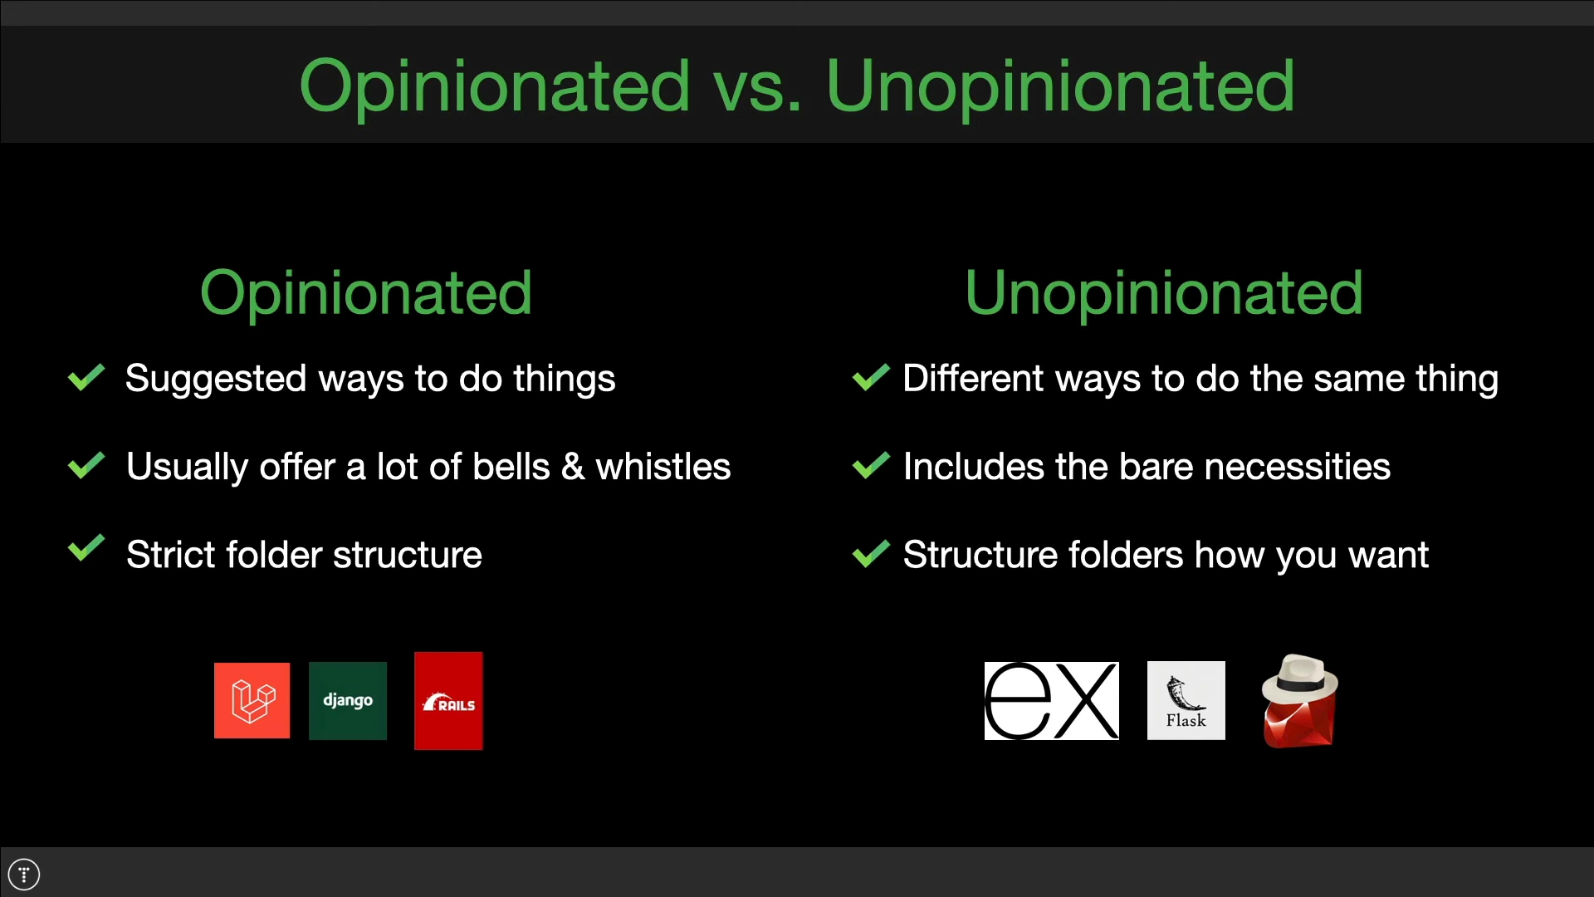 Opinionated vs. Unopinionated
Opinionated
Suggested ways to do things
Usually offer a lot of bells & whistles
Strict folder structure
django
RAILS
Unopinionated
Different ways to do the same thing
Includes the bare necessities
Structure folders how you want
ex
Flask